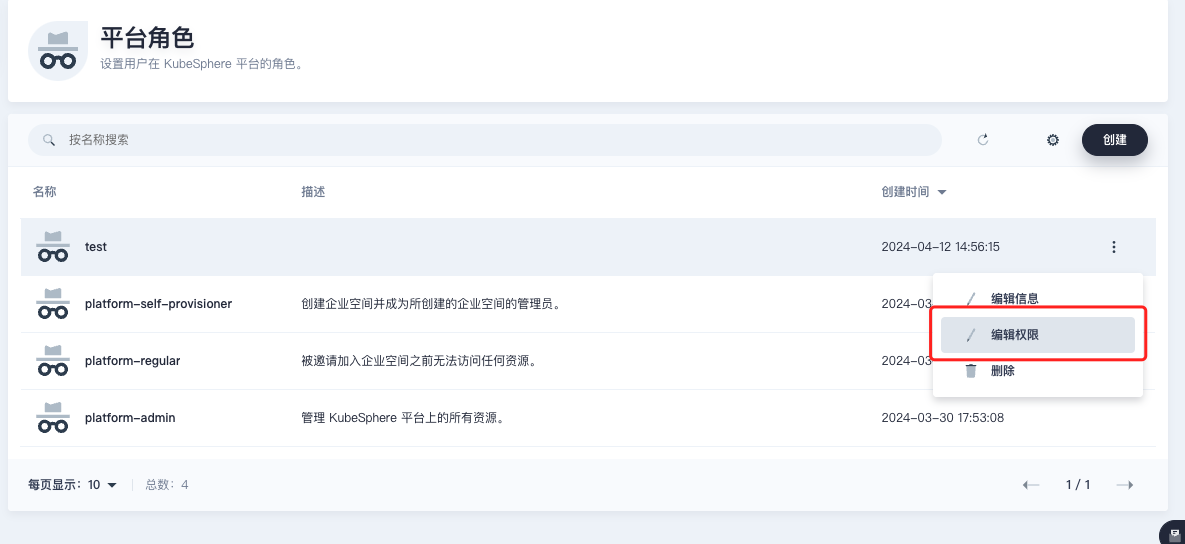 平台角色
设置用户在 KubeSphere 平台的角色。
按名称搜索
创建
名称 描述 创建时间
test 2024-04-12 14:56:15
编辑信息
platform-self-provisioner 创建企业空间并成为所创建的企业空间的管理员。 2024-03
编辑权限
platform-regular 被邀请加入企业空间之前无法访问任何资源。 2024-03
删除
platform-admin 管理 KubeSphere 平台上的所有资源。 2024-03-30 17:53:08
每页显示: 10 总数: 4 1 / 1